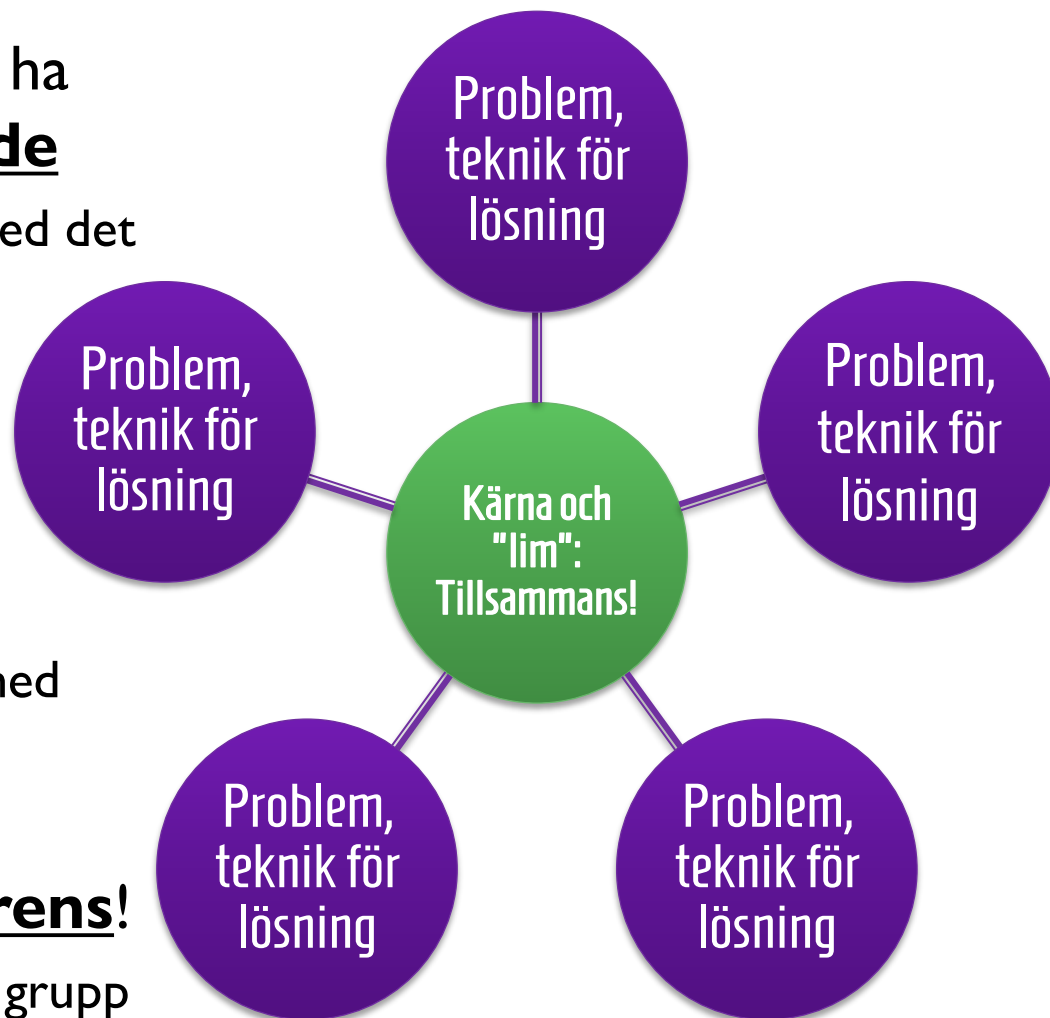 ha
de
ed det
ned
rens!
grupp
Problem,
teknik för
lösning
Problem,
teknik för
lösning
Problem,
teknik för
lösning
Kärna och
"lim":
Tillsammans!
Problem,
teknik för
lösning
Problem,
teknik för
lösning